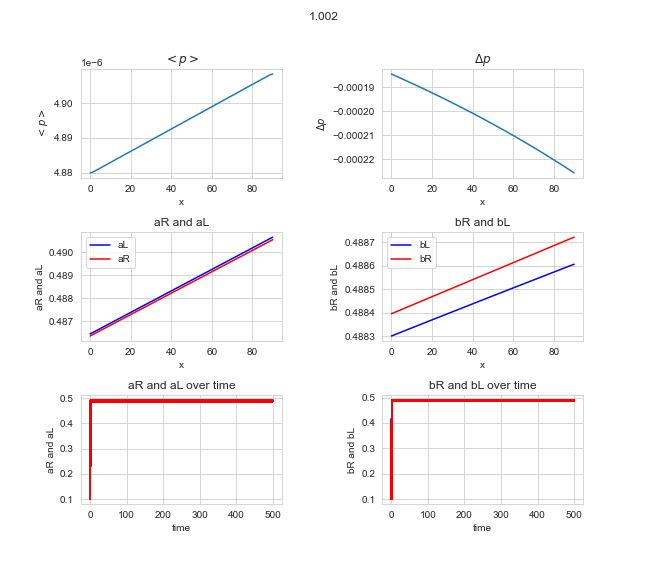 1.002
<p>
1e−6
4.90
4.89
4.88
<p>
0 20 40 60 80
x
Δp
−0.00019
−0.00020
−0.00021
−0.00022
Δp
0 20 40 60 80
x
aR and aL
0.490
0.489
0.488
0.487
aR and aL
aL
aR
0 20 40 60 80
x
bR and bL
0.4887
0.4886
0.4885
0.4884
0.4883
bR and bL
bL
bR
0 20 40 60 80
x
aR and aL over time
0.5
0.4
0.3
0.2
0.1
aR and aL
0 100 200 300 400 500
time
bR and bL over time
0.5
0.4
0.3
0.2
0.1
bR and bL
0 100 200 300 400 500
time